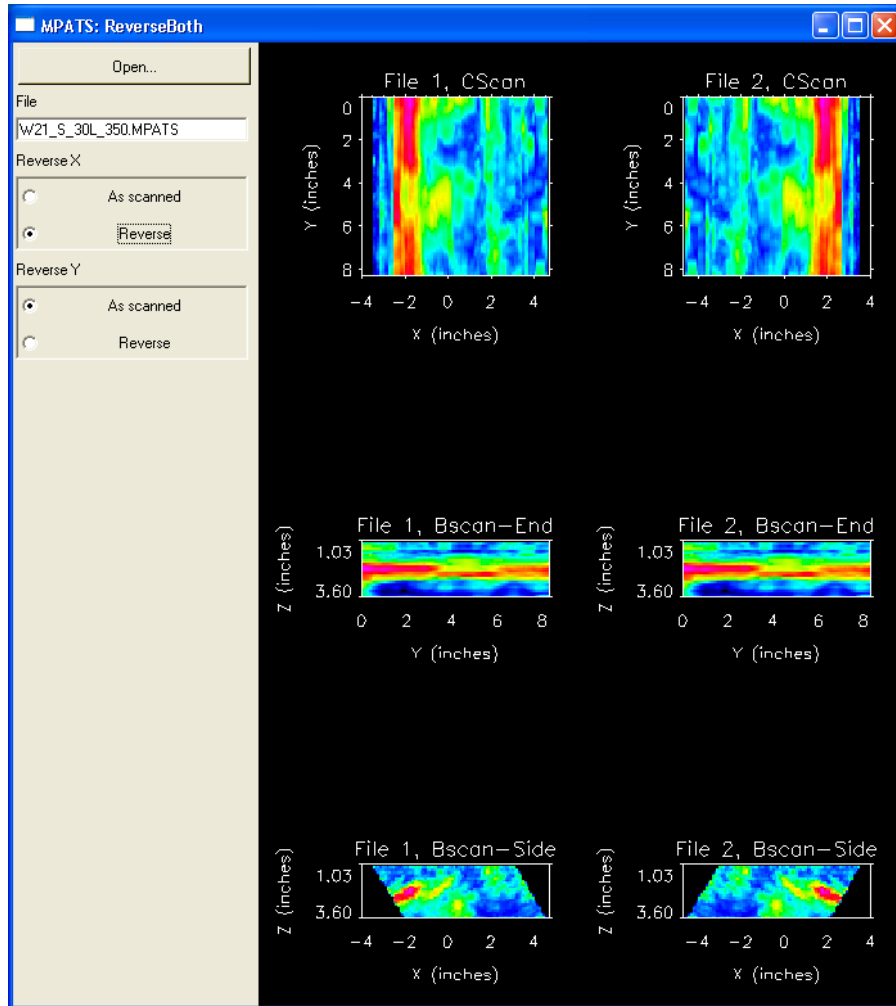 MPATS: ReverseBoth
Open...
File
W21_S_30L_350.MPATS
Reverse X
As scanned
Reverse
Reverse Y
As scanned
Reverse
File 1, CScan
0
2
4
6
8
Y (inches)
−4 −2 0 2 4
X (inches)
File 2, CScan
0
2
4
6
8
Y (inches)
−4 −2 0 2 4
X (inches)
File 1, Bscan−End
1.03
3.60
Z (inches)
0 2 4 6 8
Y (inches)
File 2, Bscan−End
1.03
3.60
Z (inches)
0 2 4 6 8
Y (inches)
File 1, Bscan−Side
1.03
3.60
Z (inches)
−4 −2 0 2 4
X (inches)
File 2, Bscan−Side
1.03
3.60
Z (inches)
−4 −2 0 2 4
X (inches)